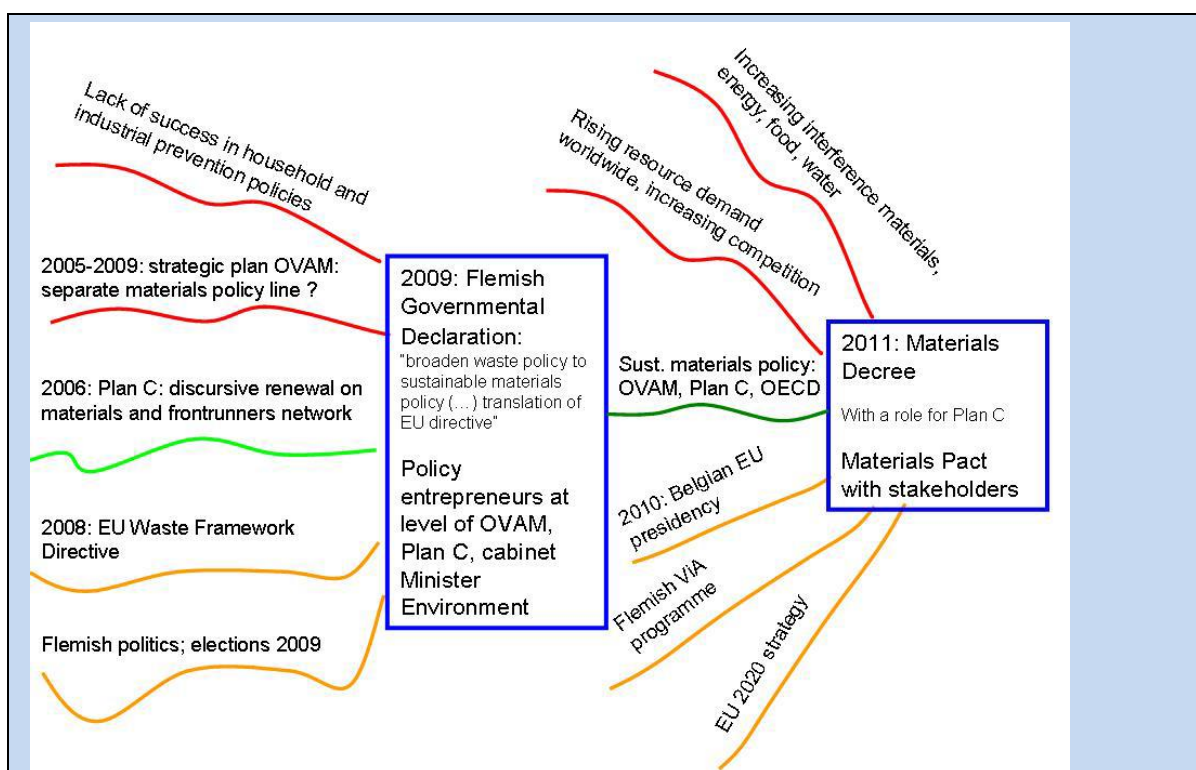 Lack of success in household and
industrial prevention policies
2005-2009: strategic plan OVAM:
separate materials policy line ?
2006: Plan C: discursive renewal on
materials and frontrunners network
2008: EU Waste Framework
Directive
Flemish politics; elections 2009
2009: Flemish
Governmental
Declaration:
"broaden waste policy to
sustainable materials
policy (...) translation of
EU directive"
Policy
entrepreneurs at
level of OVAM,
Plan C, cabinet
Minister
Environment
Rising resource demand
worldwide, increasing competition
Increasing interference materials,
energy, food, water
Sust. materials policy:
OVAM, Plan C, OECD
2010: Belgian EU
presidency
Flemish ViA
programme
EU 2020 strategy
2011: Materials
Decree
With a role for Plan C
Materials Pact
with stakeholders